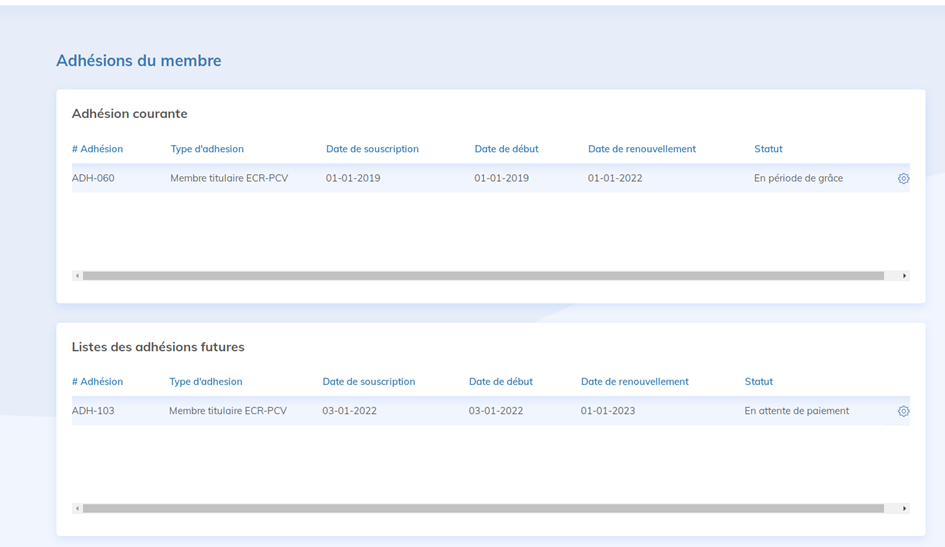 Adhésions du membre
Adhésion courante
# Adhésion Type d'adhesion Date de souscription Date de début Date de renouvellement Statut
ADH-060 Membre titulaire ECR-PCV 01-01-2019 01-01-2019 01-01-2022 En période de grâce
Listes des adhésions futures
# Adhésion Type d'adhesion Date de souscription Date de début Date de renouvellement Statut
ADH-103 Membre titulaire ECR-PCV 03-01-2022 03-01-2022 01-01-2023 En attente de paiement